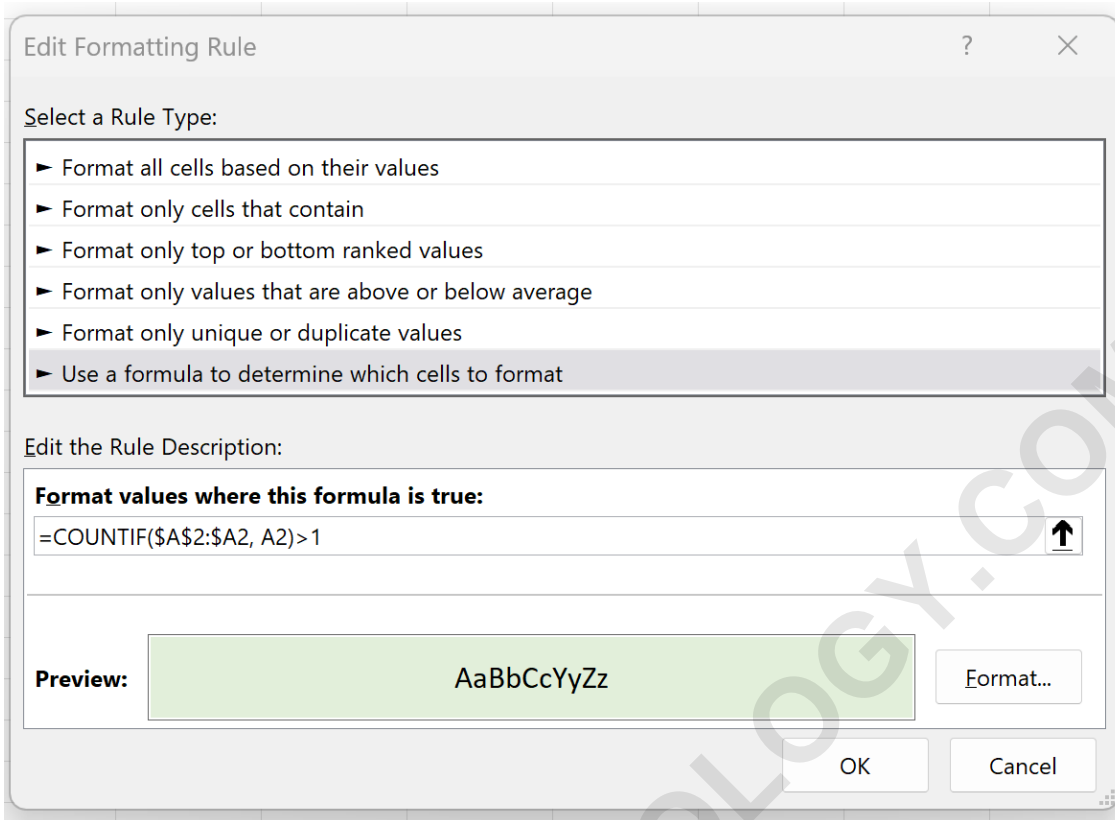 Edit Formatting Rule ?
Select a Rule Type:
► Format all cells based on their values
► Format only cells that contain
► Format only top or bottom ranked values
► Format only values that are above or below average
► Format only unique or duplicate values
► Use a formula to determine which cells to format
Edit the Rule Description:
Format values where this formula is true:
=COUNTIF($A$2:$A2, A2)>1
Preview: AaBbCcYyZz Format...
OK Cancel
OLOGY.COM